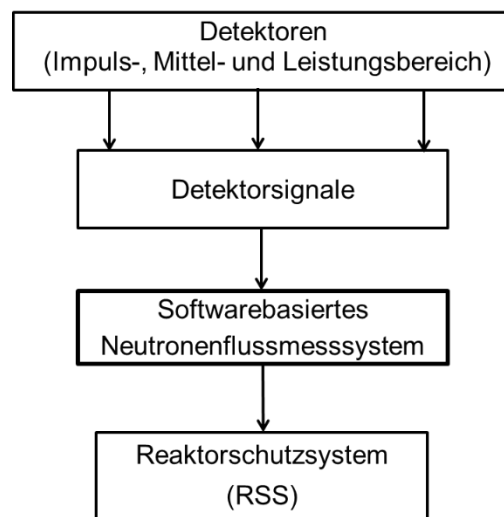 Detektoren
(Impuls-, Mittel- und Leistungsbereich)
Detektorsignale
Softwarebasiertes
Neutronenflussmesssystem
Reaktorschutzsystem
(RSS)